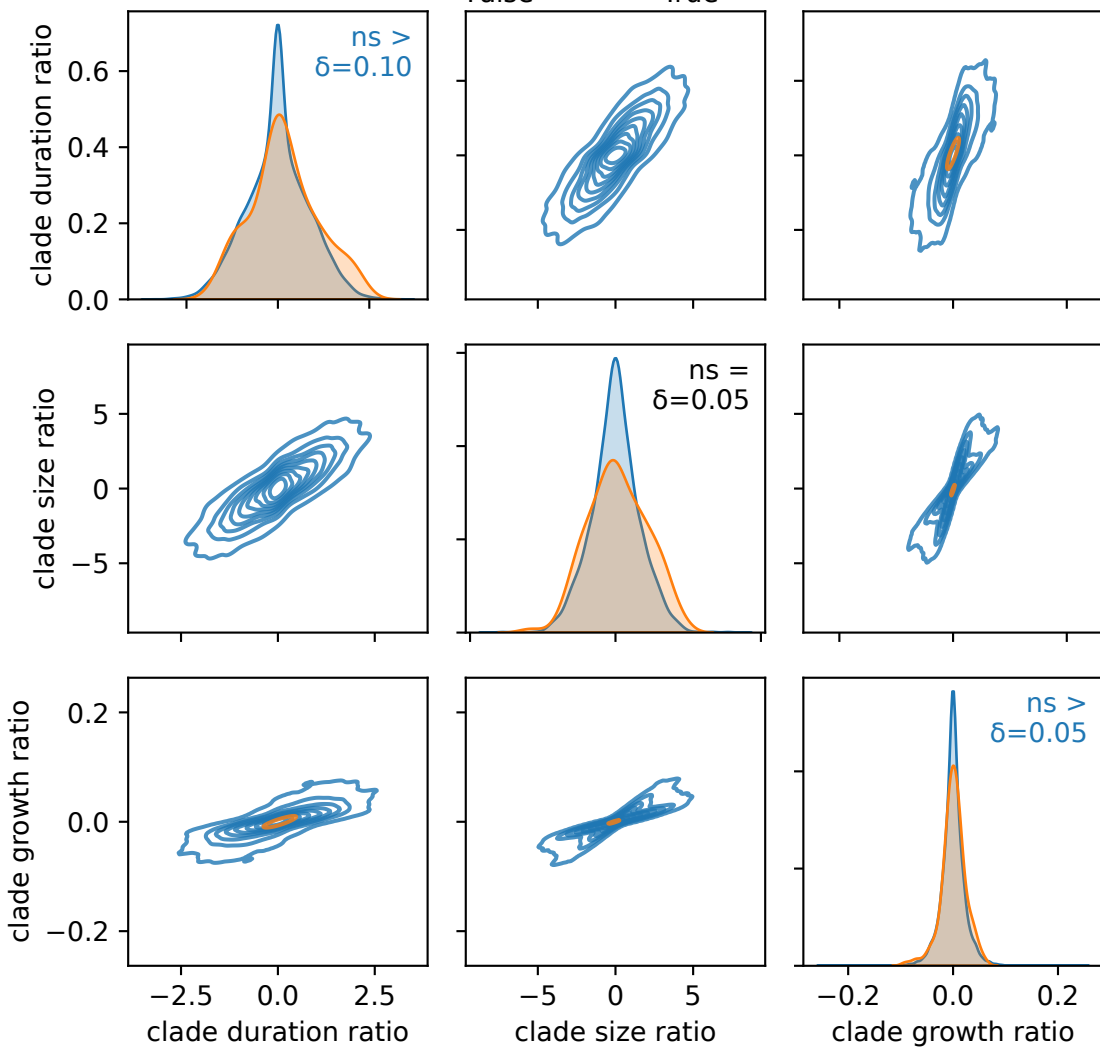 clade duration ratio
0.6
0.4
0.2
0.0
ns >
δ=0.10
clade size ratio
5
0
−5
ns =
δ=0.05
clade growth ratio
0.2
0.0
−0.2
ns >
δ=0.05
−2.5 0.0 2.5
−5 0 5
−0.2 0.0 0.2
clade duration ratio
clade size ratio
clade growth ratio